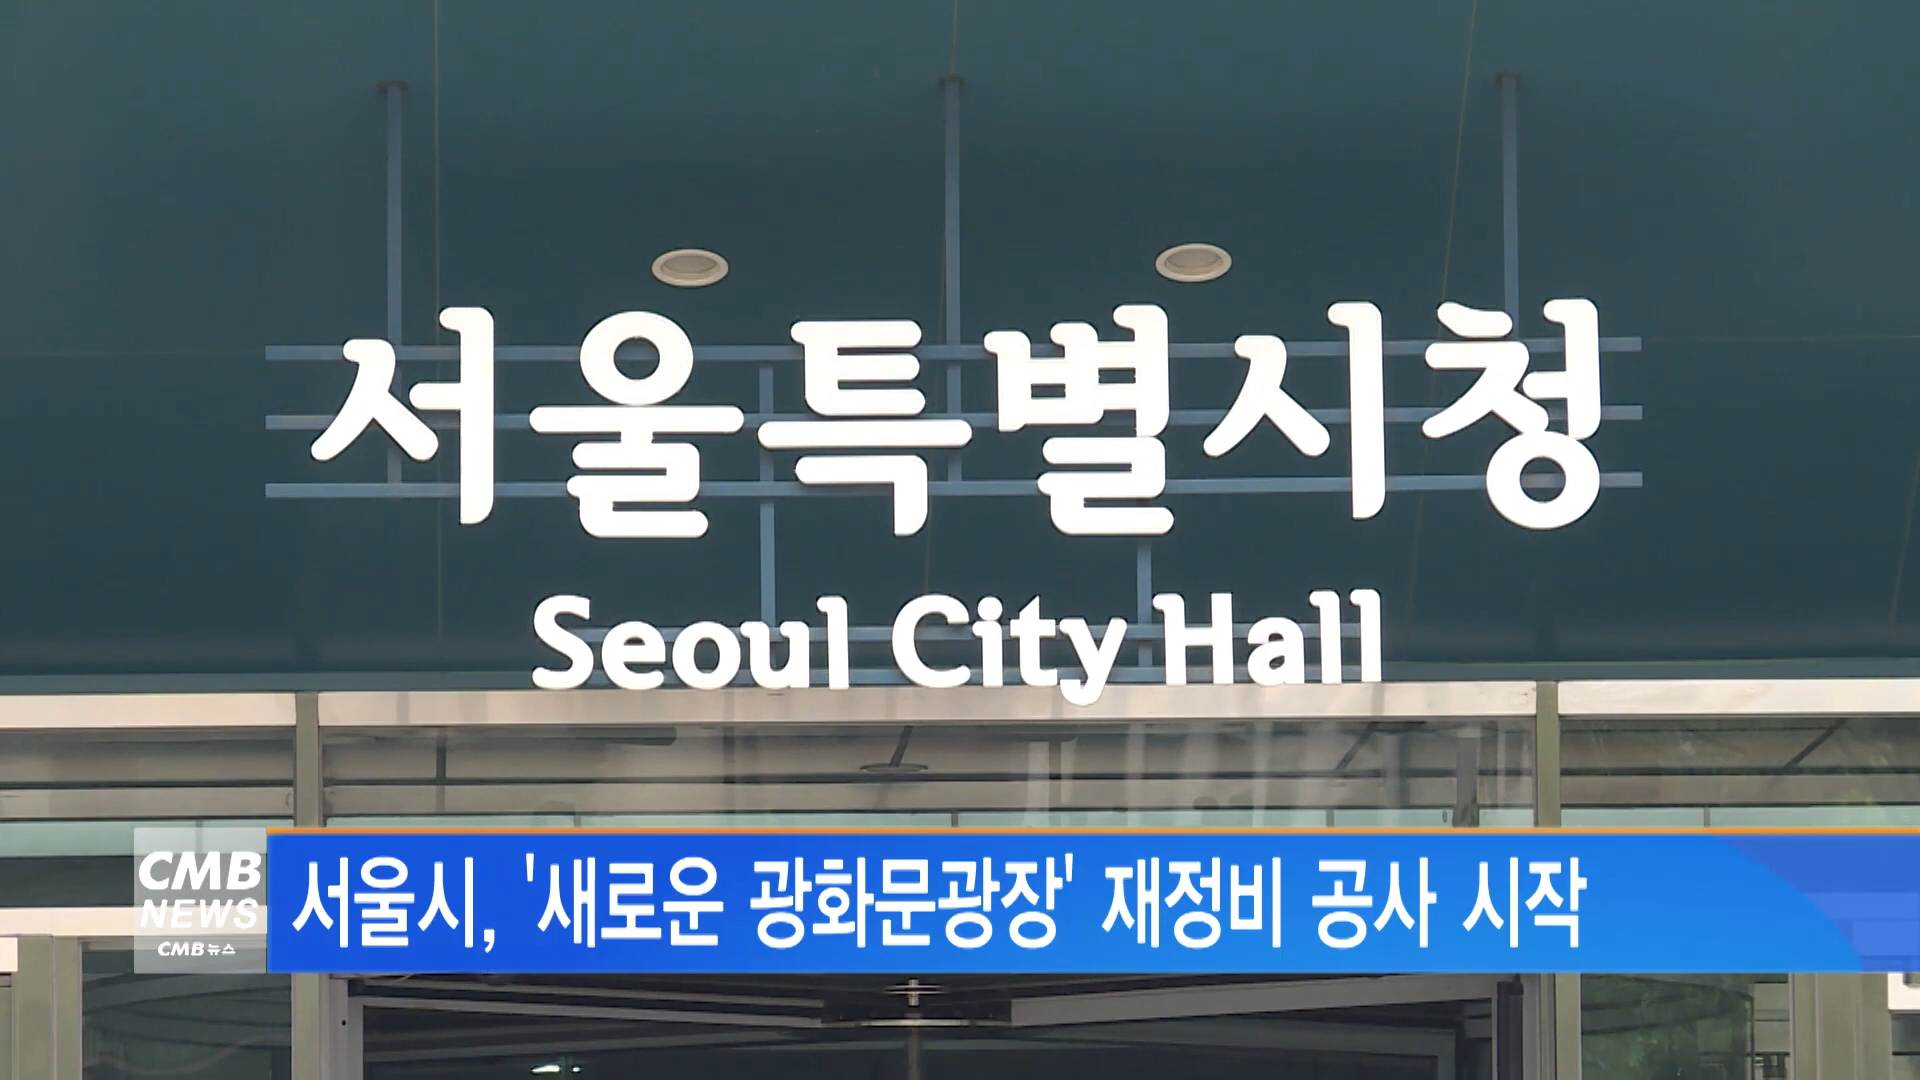 서울특별시청
Seoul City Hall
CMB
NEWS
CMB뉴스
서울시, '새로운 광화문광장' 재정비 공사 시작